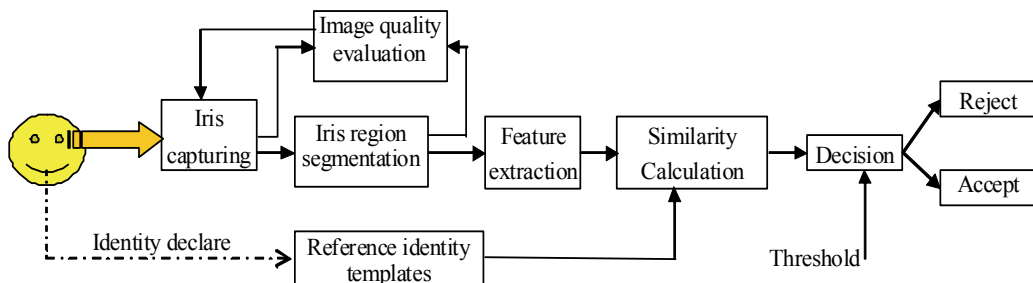 Image quality
evaluation
Iris
capturing
Iris region
segmentation
Feature
extraction
Similarity
Calculation
Decision
Reject
Accept
Identity declare
Reference identity
templates
Threshold